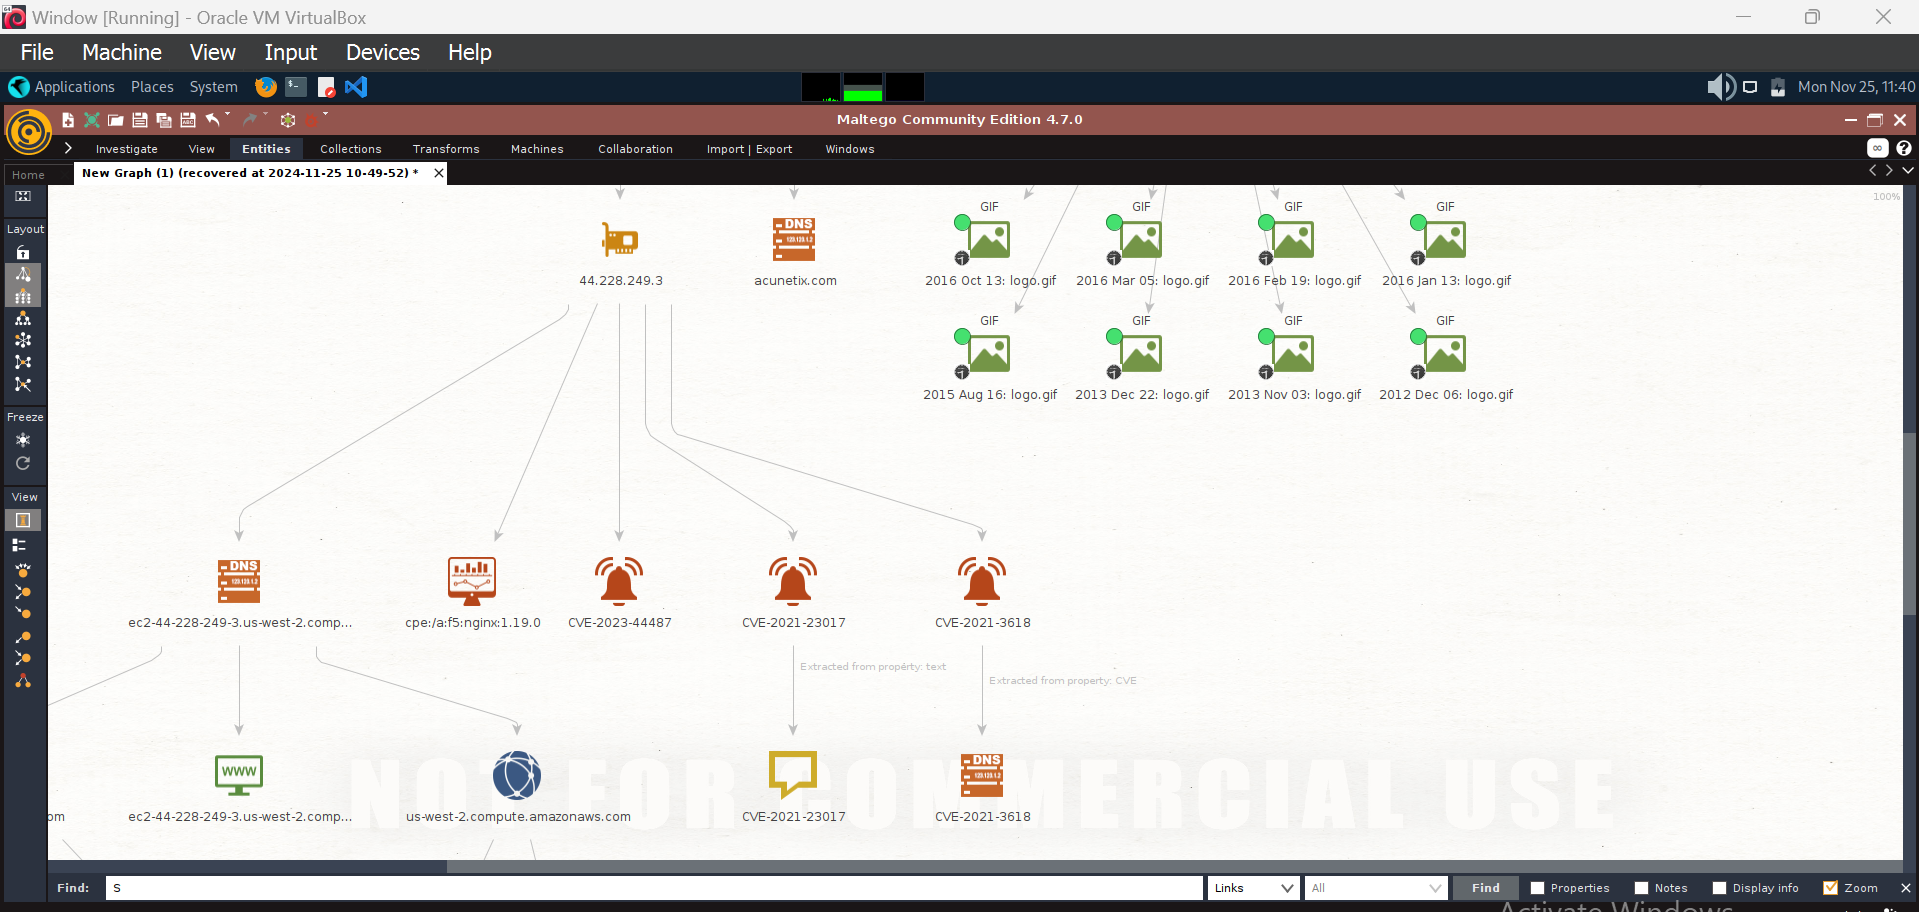 Window [Running] - Oracle VM VirtualBox
File Machine View Input Devices Help
Applications Places System
Mon Nov 25, 11:40
Maltego Community Edition 4.7.0
Investigate View Entities Collections Transforms Machines Collaboration Import | Export Windows
Home New Graph (1) (recovered at 2024-11-25 10-49-52) *
100%
Layout
Freeze
View
GIF GIF GIF GIF
44.228.249.3 acunetix.com 2016 Oct 13: logo.gif 2016 Mar 05: logo.gif 2016 Feb 19: logo.gif 2016 Jan 13: logo.gif
GIF GIF GIF GIF
2015 Aug 16: logo.gif 2013 Dec 22: logo.gif 2013 Nov 03: logo.gif 2012 Dec 06: logo.gif
DNS
ec2-44-228-249-3.us-west-2.comp... cpe:/a:f5:nginx:1.19.0 CVE-2023-44487 CVE-2021-23017 CVE-2021-3618
Extracted from property: text
Extracted from property: CVE
www DNS
om ec2-44-228-249-3.us-west-2.comp... us-west-2.compute.amazonaws.com CVE-2021-23017 CVE-2021-3618
NOT FOR COMMERCIAL USE
Find: S Links All Find Properties Notes Display info Zoom
Activate Windows